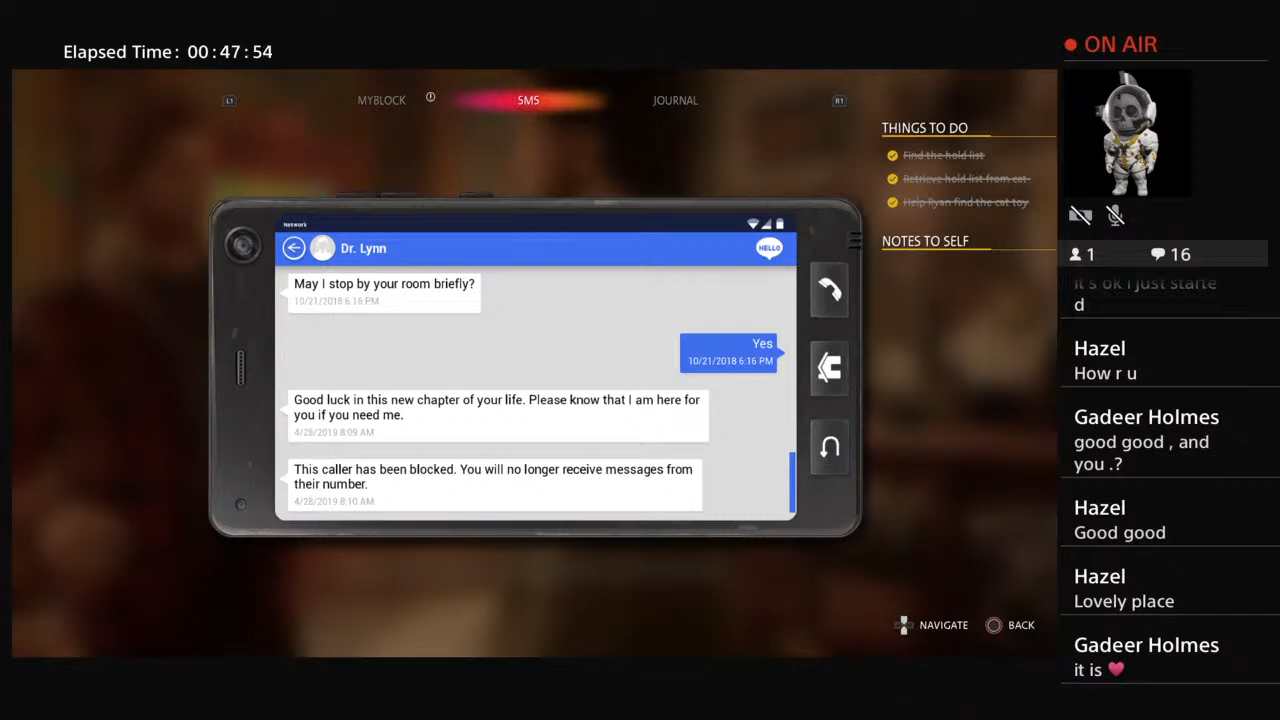 Elapsed Time: 00:47:54
ON AIR
L1
MYBLOCK
SMS
JOURNAL
R1
THINGS TO DO
Find the hold list
Retrieve hold list from cat
Help Ryan find the cat toy
NOTES TO SELF
Network
Dr. Lynn
HELLO
May I stop by your room briefly?
10/21/2018 6:16 PM
Yes
10/21/2018 6:16 PM
Good luck in this new chapter of your life. Please know that I am here for
you if you need me.
4/28/2019 8:09 AM
This caller has been blocked. You will no longer receive messages from
their number.
4/28/2019 8:10 AM
NAVIGATE
BACK
1
16
it's ok i just starte
d
Hazel
How r u
Gadeer Holmes
good good , and
you .?
Hazel
Good good
Hazel
Lovely place
Gadeer Holmes
it is